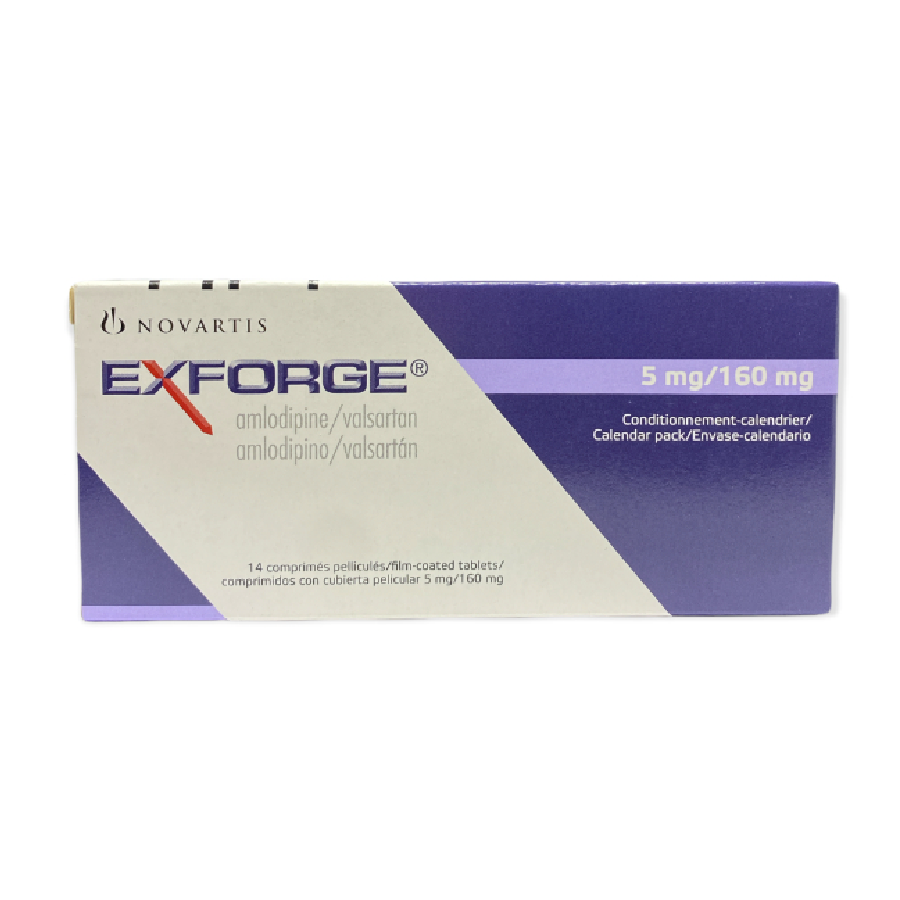 NOVARTIS
EXFORGE®
amlodipine/valsartan
amlodipino/valsartán
5 mg/160 mg
Conditionnement-calendrier/
Calendar pack/Envase-calendario
14 comprimés pelliculés/film-coated tablets/
comprimidos con cubierta pelicular 5 mg/160 mg